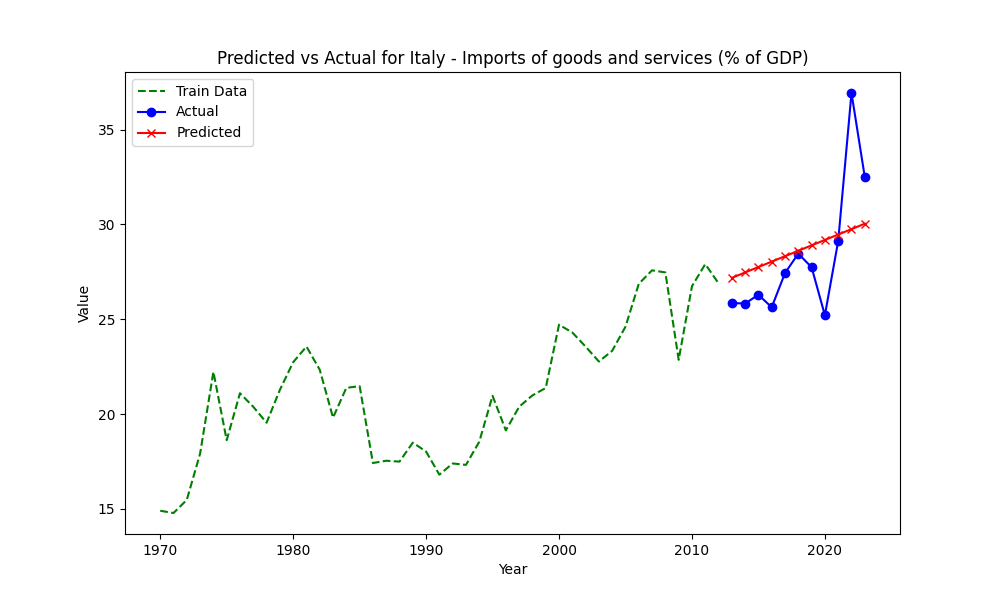 Predicted vs Actual for Italy - Imports of goods and services (% of GDP)
Train Data
Actual
Predicted
35
30
25
20
15
Value
1970 1980 1990 2000 2010 2020
Year